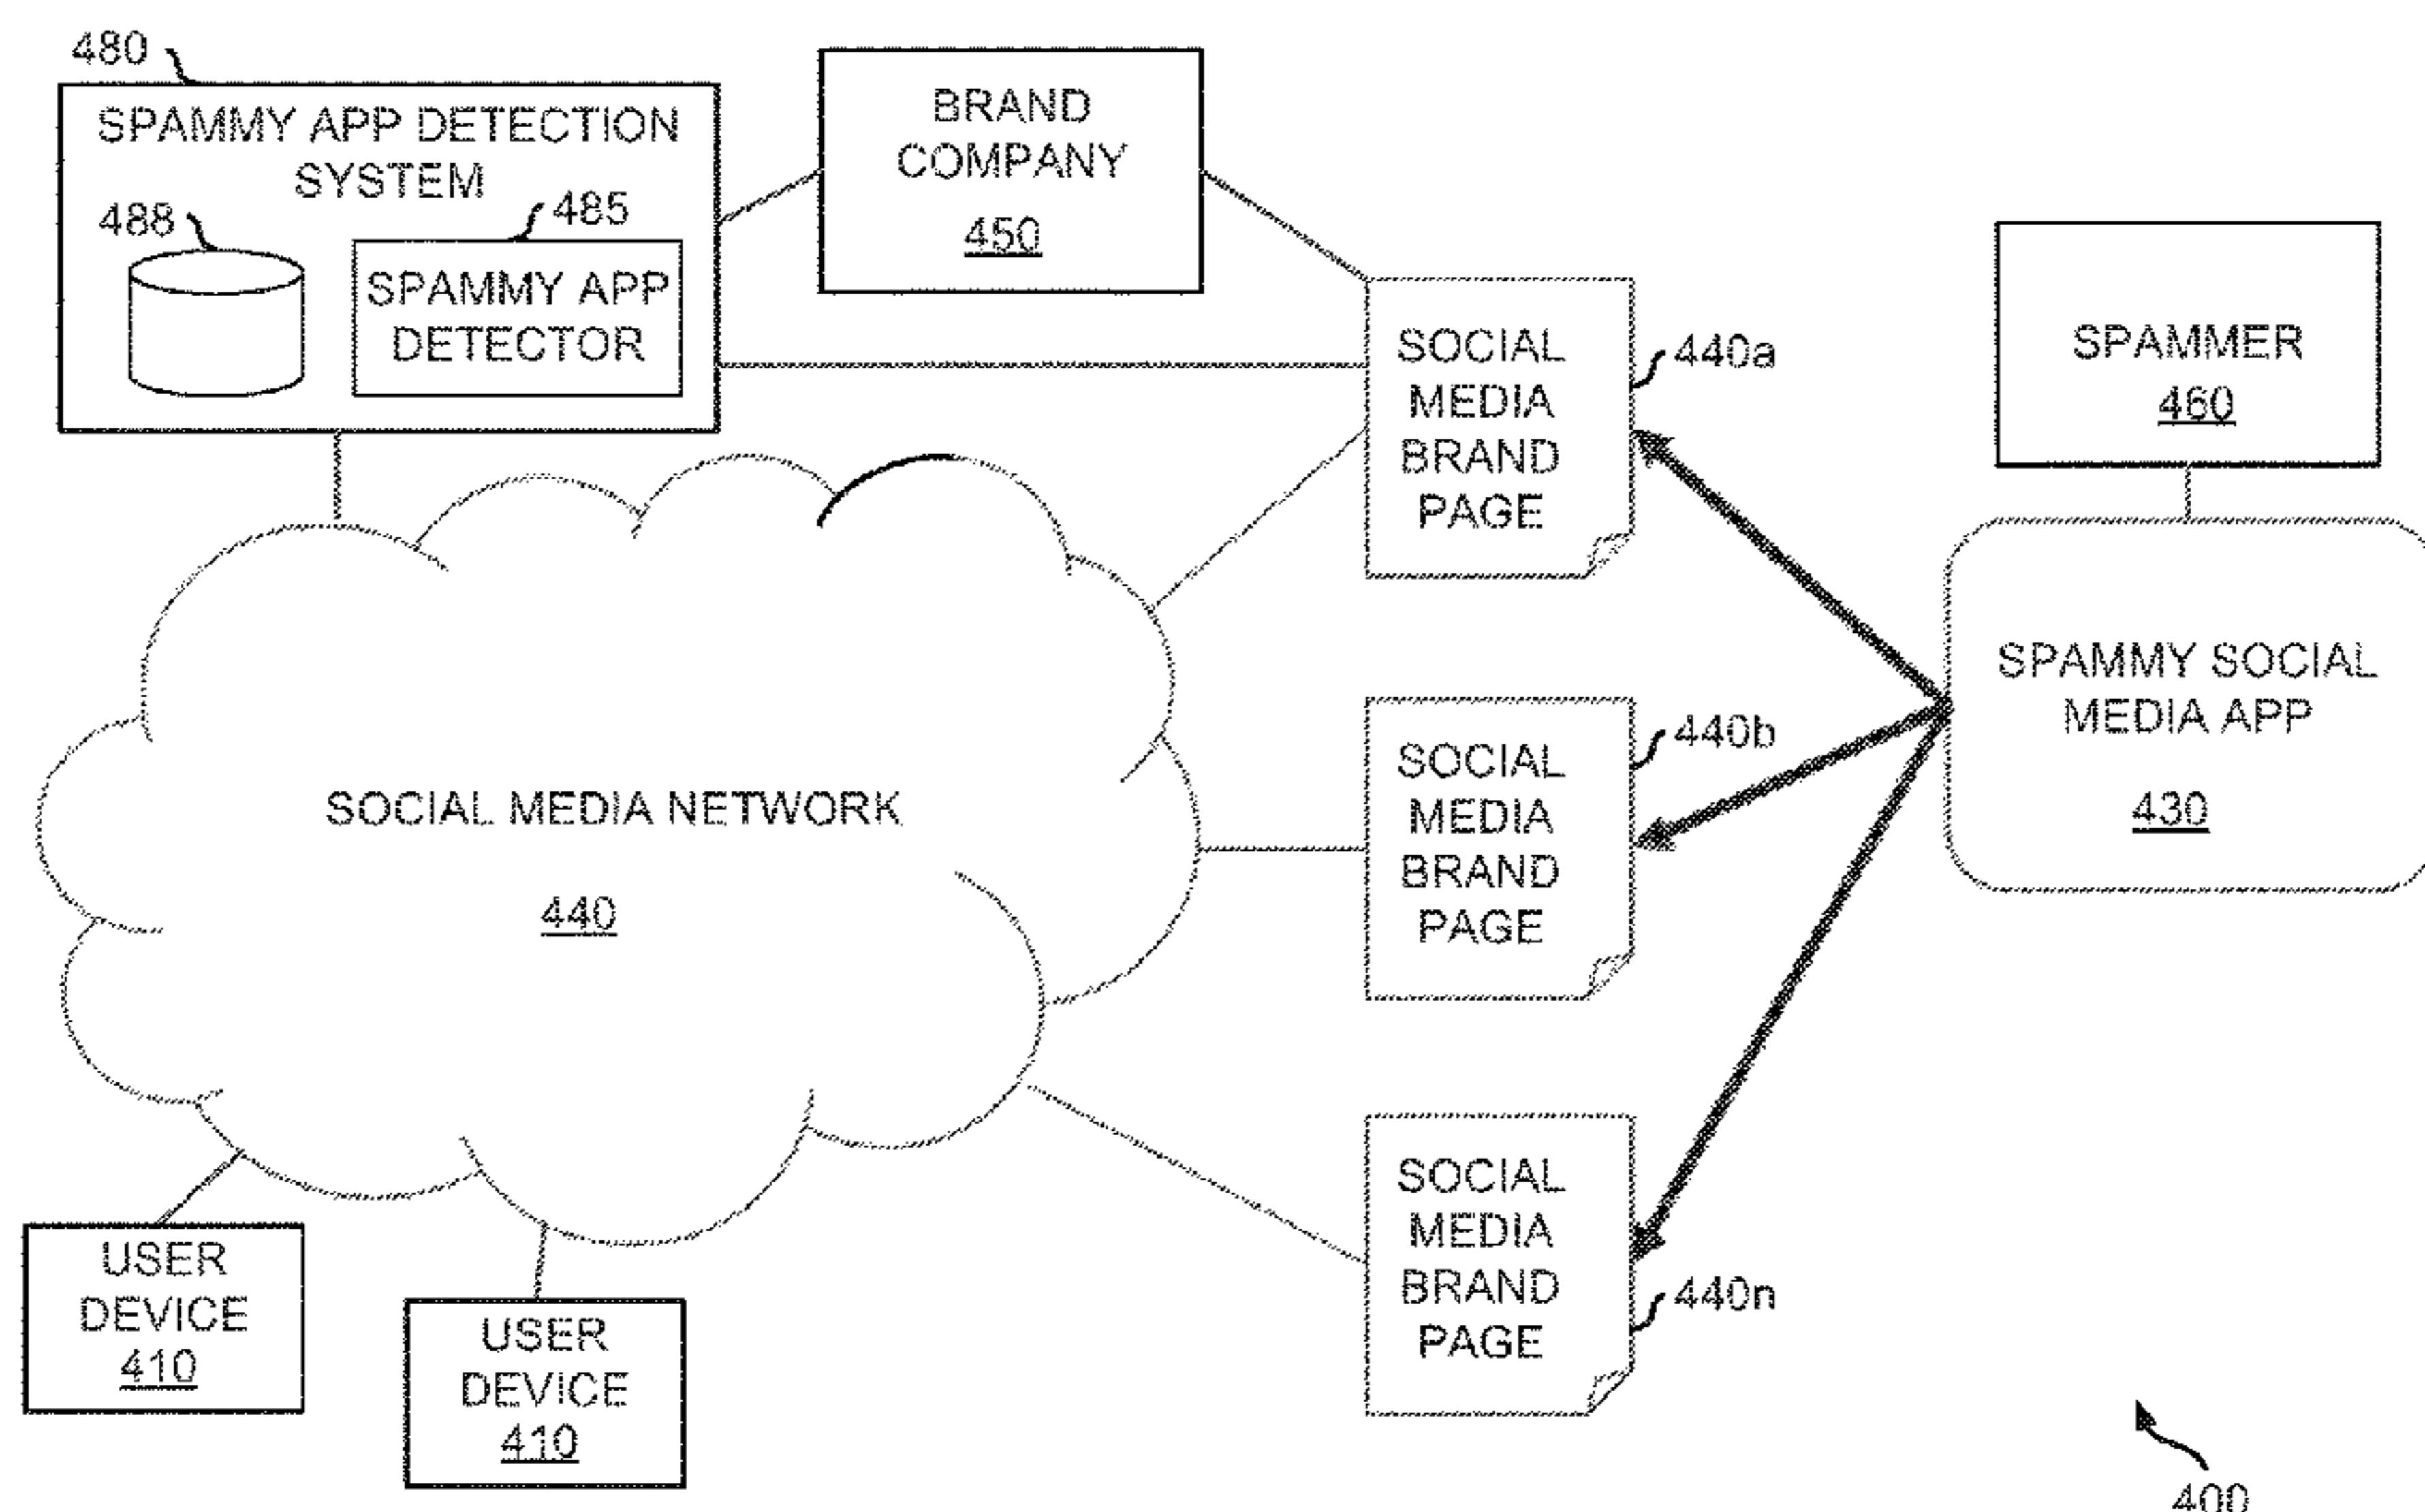 480
SPAMMY APP DETECTION
SYSTEM
488
485
SPAMMY APP
DETECTOR
BRAND
COMPANY
450
SOCIAL
MEDIA
BRAND
PAGE
440a
SPAMMER
460
SPAMMY SOCIAL
MEDIA APP
430
SOCIAL MEDIA NETWORK
440
SOCIAL
MEDIA
BRAND
PAGE
440b
SOCIAL
MEDIA
BRAND
PAGE
440n
USER
DEVICE
410
USER
DEVICE
410
400